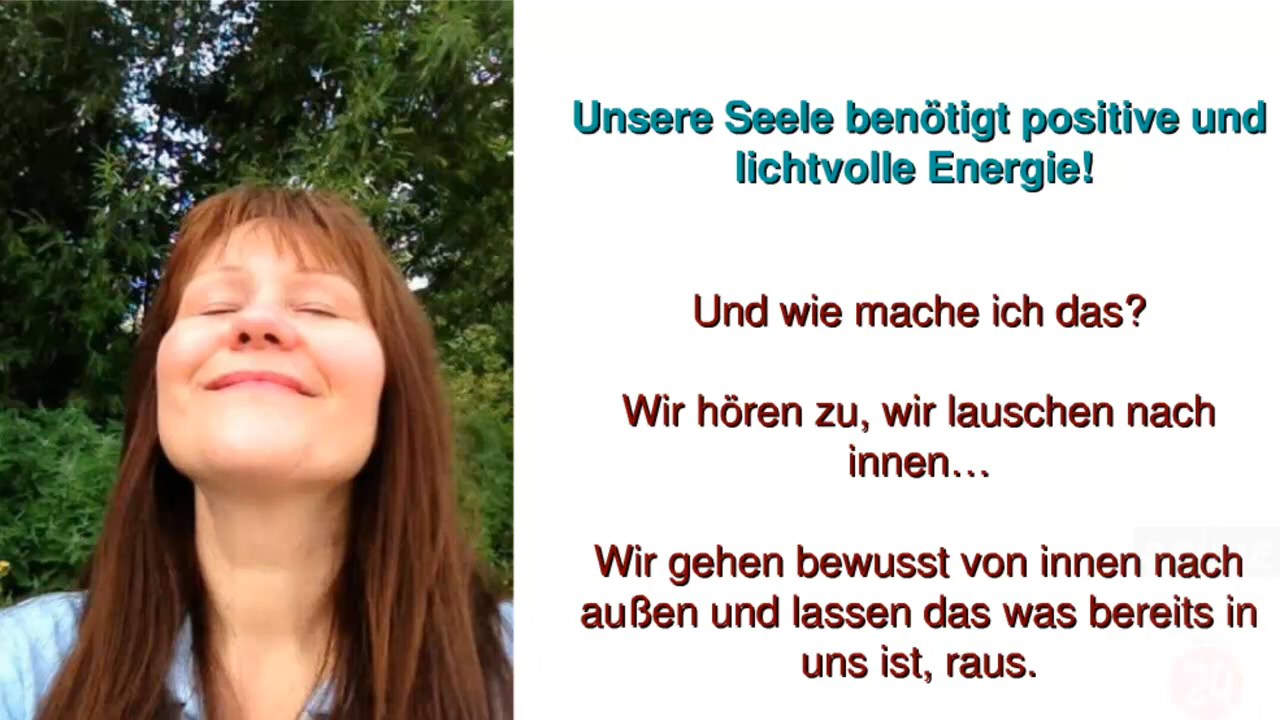 Unsere Seele benötigt positive und
lichtvolle Energie!
Und wie mache ich das?
Wir hören zu, wir lauschen nach
innen…
Wir gehen bewusst von innen nach
außen und lassen das was bereits in
uns ist, raus.